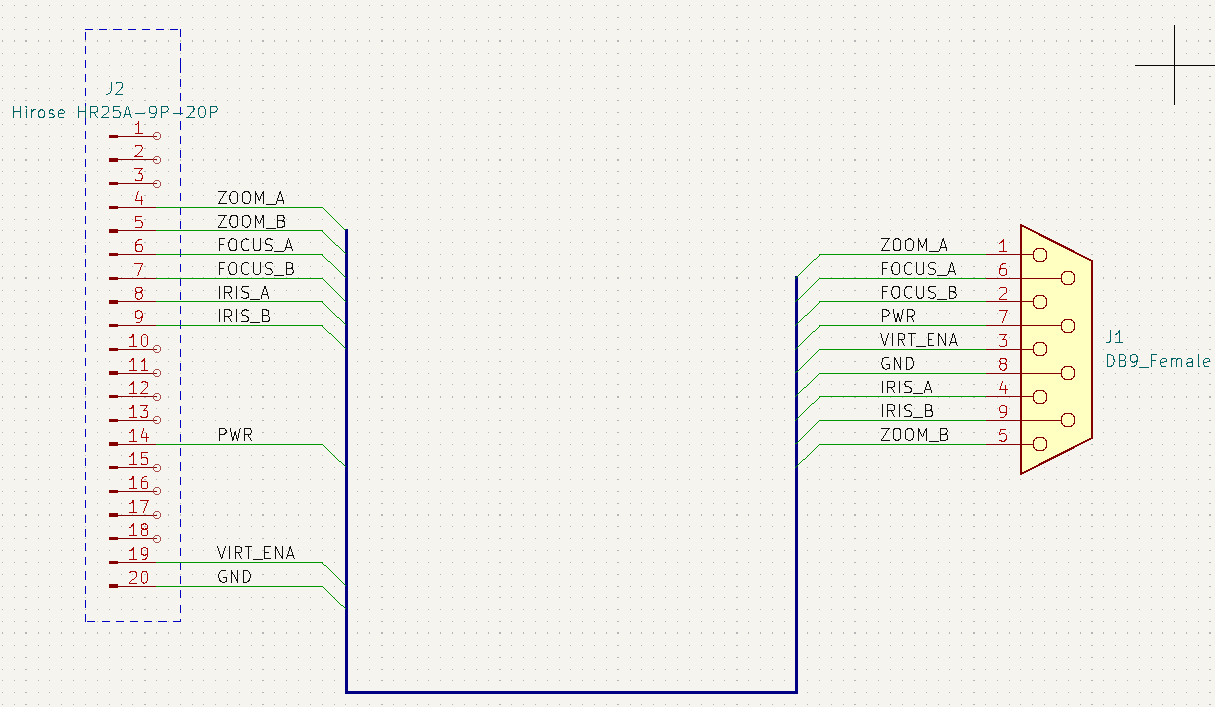 J2
Hirose HR25A-9P-20P
1
2
3
4 ZOOM_A
5 ZOOM_B
6 FOCUS_A
7 FOCUS_B
8 IRIS_A
9 IRIS_B
10
11
12
13
14 PWR
15
16
17
18
19 VIRT_ENA
20 GND
ZOOM_A 1
FOCUS_A 6
FOCUS_B 2
PWR 7
VIRT_ENA 3
GND 8
IRIS_A 4
IRIS_B 9
ZOOM_B 5
J1
DB9_Female